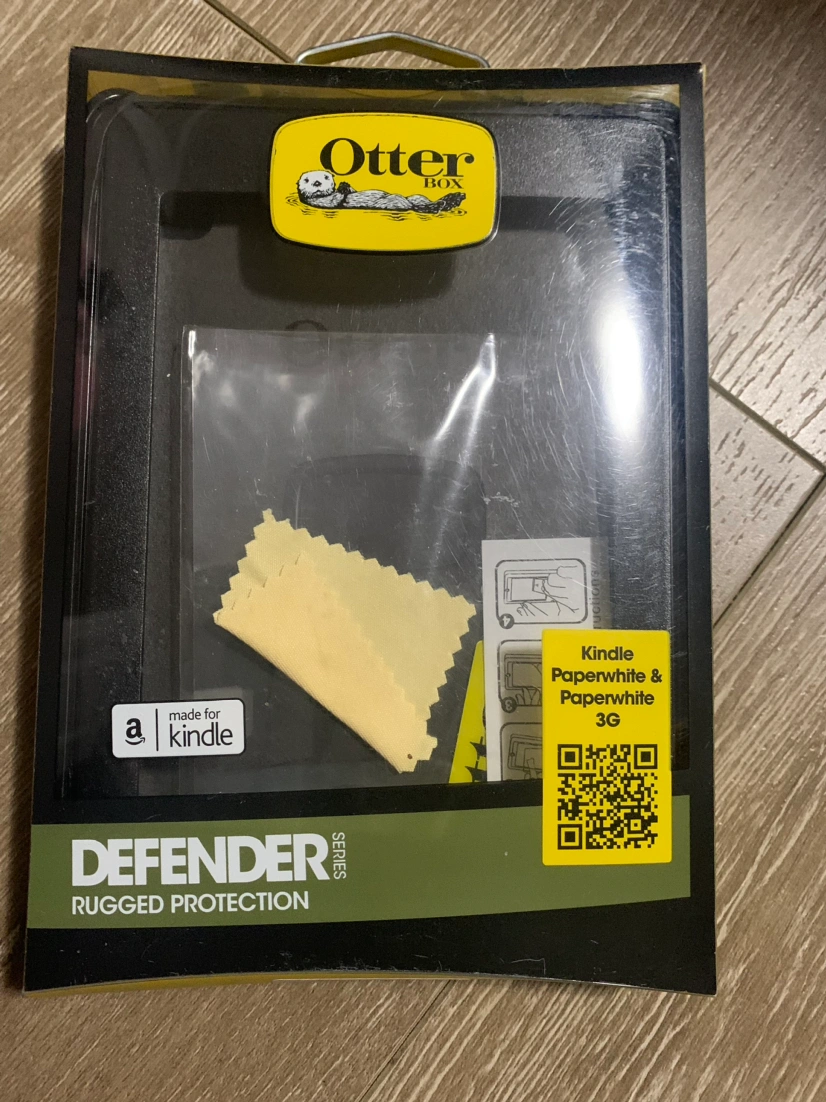 Otter
BOX
made for
kindle
Kindle
Paperwhite &
Paperwhite
3G
DEFENDER
SERIES
RUGGED PROTECTION